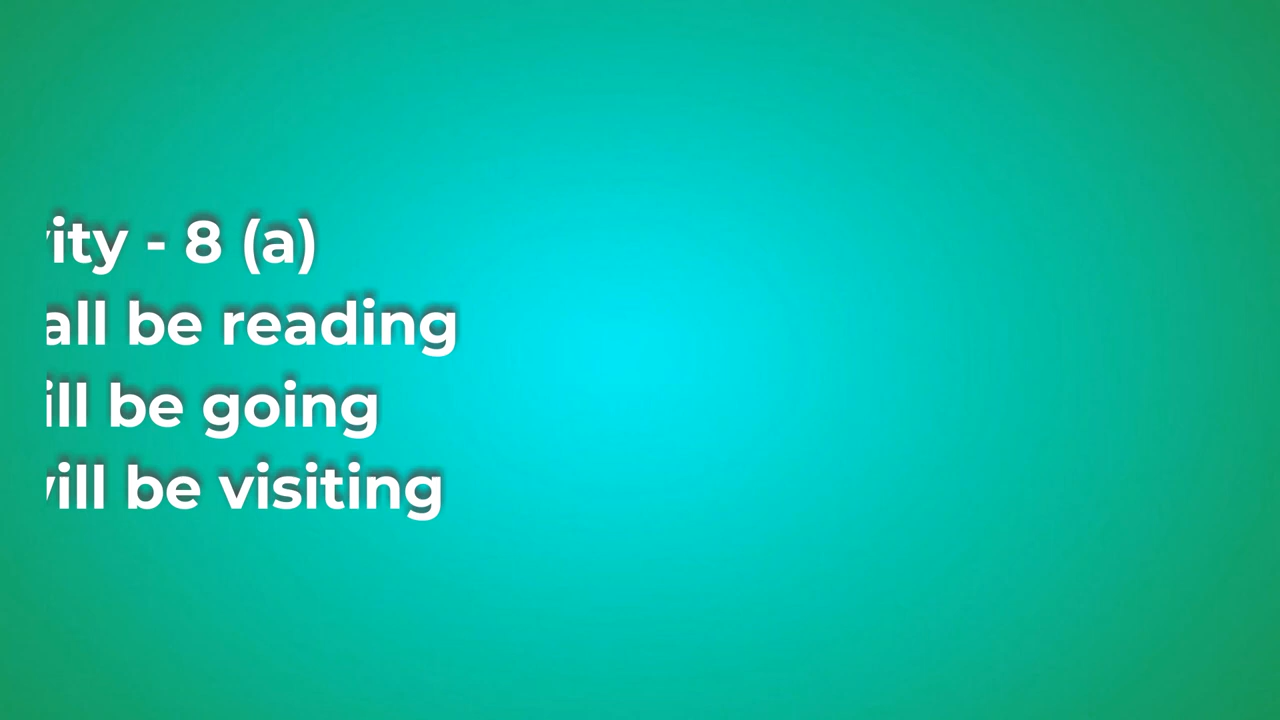 ity - 8 (a)
all be reading
ill be going
ill be visiting